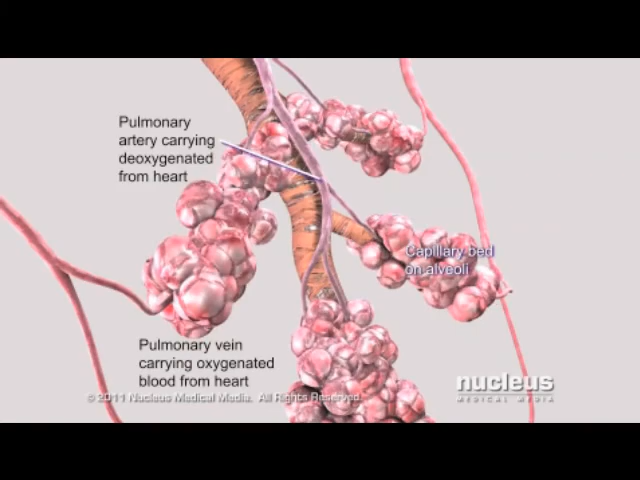 Pulmonary
artery carrying
deoxygenated
from heart
Capillary bed
on alveoli
Pulmonary vein
carrying oxygenated
blood from heart
© 2011 Nucleus Medical Media. All Rights Reserved.
nucleus
MEDICAL MEDIA